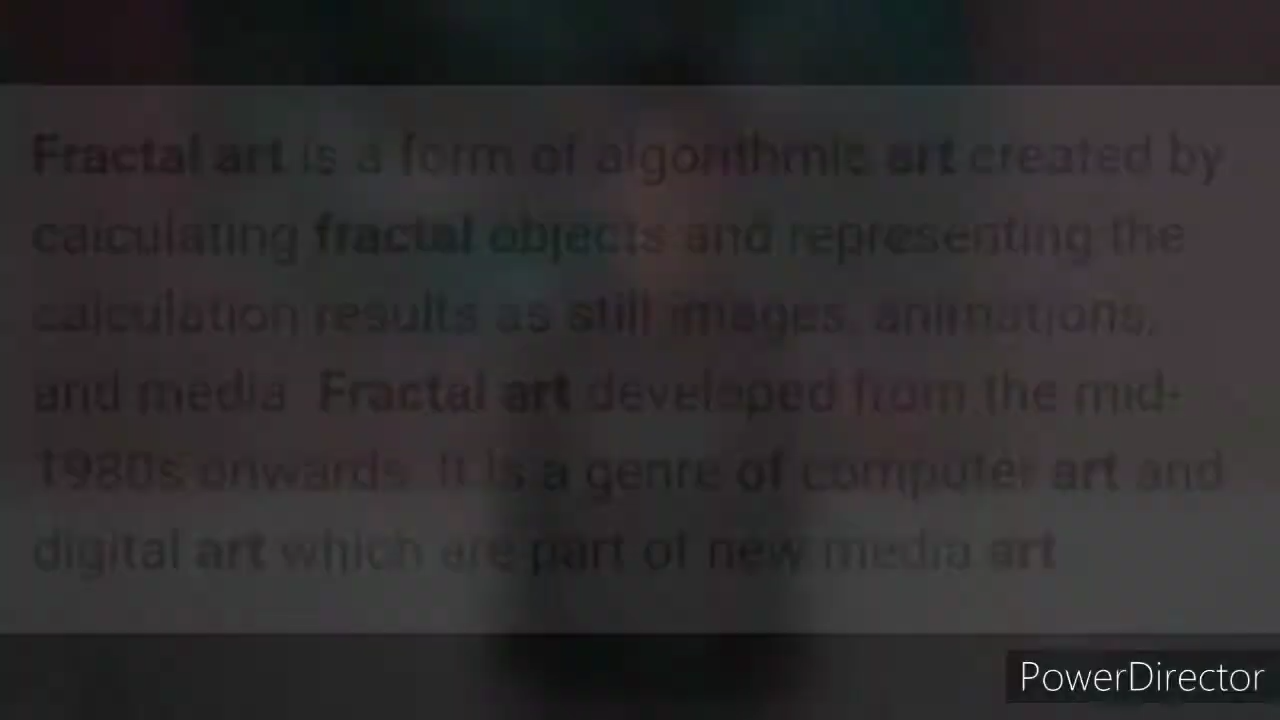 Fractal art is a form of algorithmic art created by
calculating fractal objects and representing the
calculation results as still images, animations,
and media. Fractal art developed from the mid-
1980s onwards. It is a genre of computer art and
digital art which are part of new media art
PowerDirector